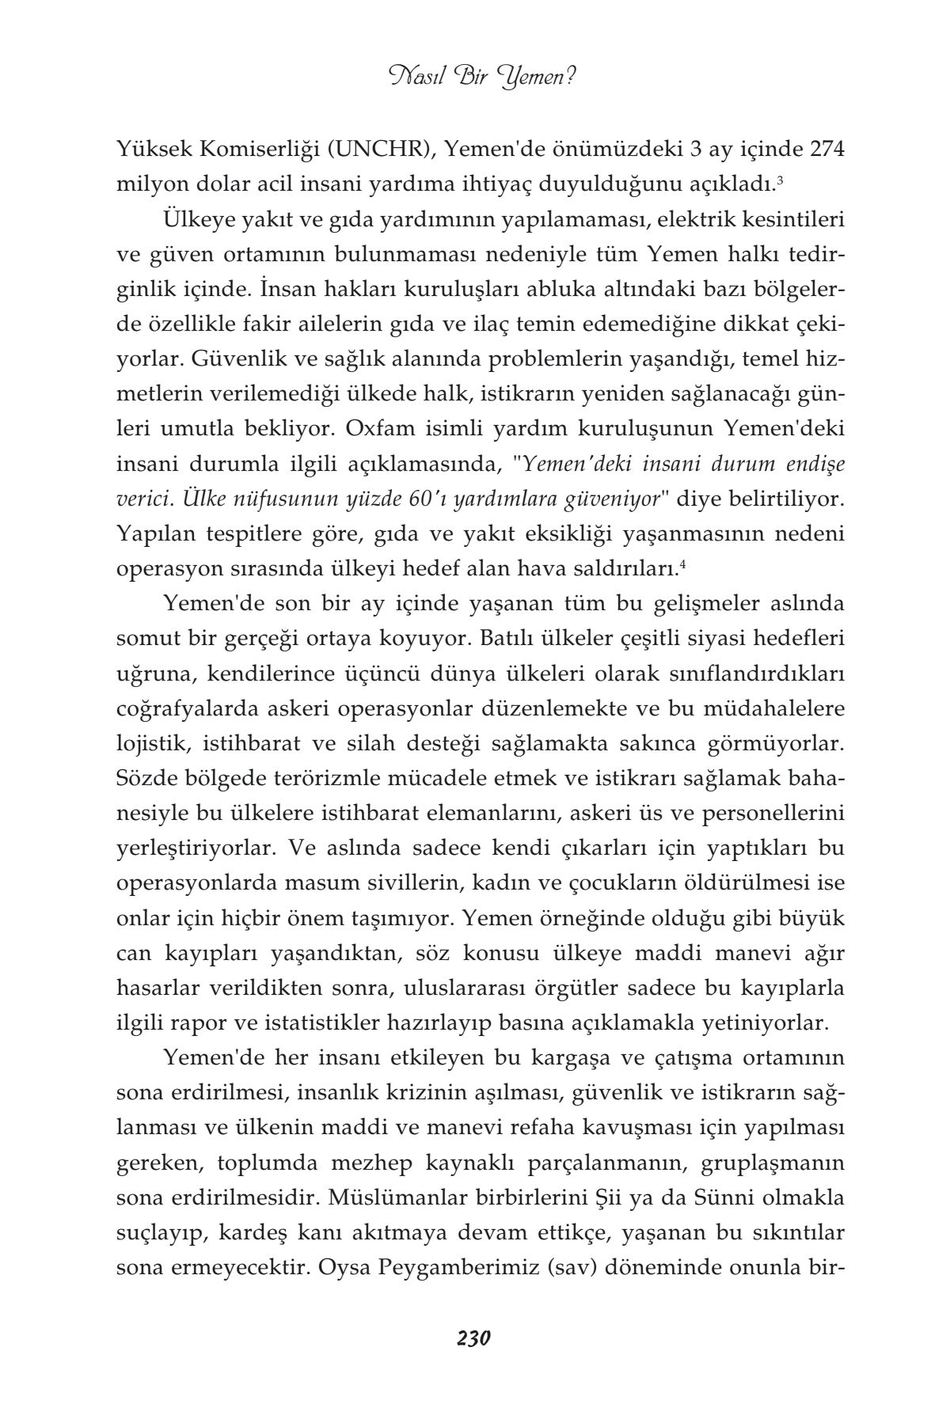 Nasıl Bir Yemen?
Yüksek Komiserliği (UNCHR), Yemen'de önümüzdeki 3 ay içinde 274
milyon dolar acil insani yardıma ihtiyaç duyulduğunu açıkladı.³
Ülkeye yakıt ve gıda yardımının yapılamaması, elektrik kesintileri
ve güven ortamının bulunmaması nedeniyle tüm Yemen halkı tedir-
ginlik içinde. İnsan hakları kuruluşları abluka altındaki bazı bölgeler-
de özellikle fakir ailelerin gıda ve ilaç temin edemediğine dikkat çeki-
yorlar. Güvenlik ve sağlık alanında problemlerin yaşandığı, temel hiz-
metlerin verilemediği ülkede halk, istikrarın yeniden sağlanacağı gün-
leri umutla bekliyor. Oxfam isimli yardım kuruluşunun Yemen'deki
insani durumla ilgili açıklamasında, "Yemen'deki insani durum endişe
verici. Ülke nüfusunun yüzde 60'ı yardımlara güveniyor" diye belirtiliyor.
Yapılan tespitlere göre, gıda ve yakıt eksikliği yaşanmasının nedeni
operasyon sırasında ülkeyi hedef alan hava saldırıları.⁴
Yemen'de son bir ay içinde yaşanan tüm bu gelişmeler aslında
somut bir gerçeği ortaya koyuyor. Batılı ülkeler çeşitli siyasi hedefleri
uğruna, kendilerince üçüncü dünya ülkeleri olarak sınıflandırdıkları
coğrafyalarda askeri operasyonlar düzenlemekte ve bu müdahalelere
lojistik, istihbarat ve silah desteği sağlamakta sakınca görmüyorlar.
Sözde bölgede terörizmle mücadele etmek ve istikrarı sağlamak baha-
nesiyle bu ülkelere istihbarat elemanlarını, askeri üs ve personellerini
yerleştiriyorlar. Ve aslında sadece kendi çıkarları için yaptıkları bu
operasyonlarda masum sivillerin, kadın ve çocukların öldürülmesi ise
onlar için hiçbir önem taşımıyor. Yemen örneğinde olduğu gibi büyük
can kayıpları yaşandıktan, söz konusu ülkeye maddi manevi ağır
hasarlar verildikten sonra, uluslararası örgütler sadece bu kayıplarla
ilgili rapor ve istatistikler hazırlayıp basına açıklamakla yetiniyorlar.
Yemen'de her insanı etkileyen bu kargaşa ve çatışma ortamının
sona erdirilmesi, insanlık krizinin aşılması, güvenlik ve istikrarın sağ-
lanması ve ülkenin maddi ve manevi refaha kavuşması için yapılması
gereken, toplumda mezhep kaynaklı parçalanmanın, gruplaşmanın
sona erdirilmesidir. Müslümanlar birbirlerini Şii ya da Sünni olmakla
suçlayıp, kardeş kanı akıtmaya devam ettikçe, yaşanan bu sıkıntılar
sona ermeyecektir. Oysa Peygamberimiz (sav) döneminde onunla bir-
230